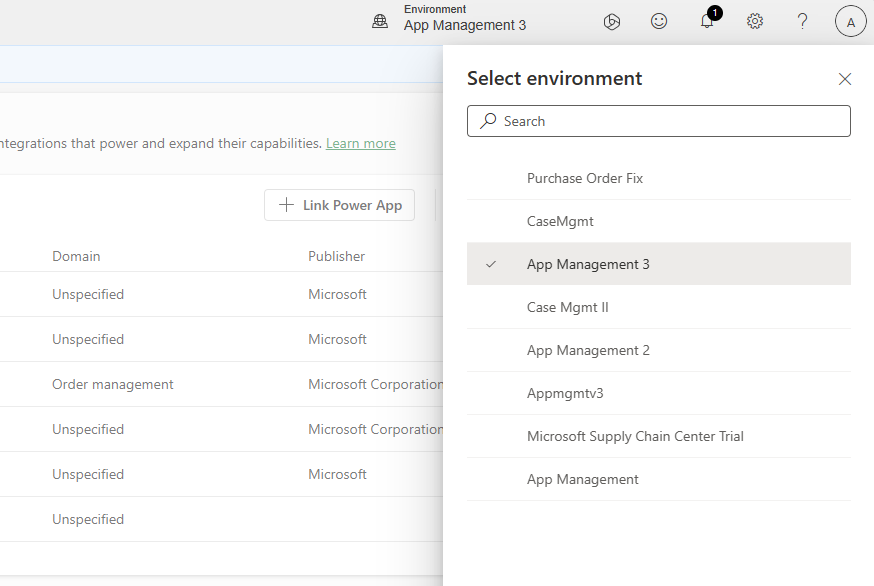 Environment
App Management 3
1
A
Select environment
Search
ntegrations that power and expand their capabilities. Learn more
Link Power App
Domain Publisher
Unspecified Microsoft
Unspecified Microsoft
Order management Microsoft Corporation
Unspecified Microsoft Corporation
Unspecified Microsoft
Unspecified
Purchase Order Fix
CaseMgmt
App Management 3
Case Mgmt II
App Management 2
Appmgmtv3
Microsoft Supply Chain Center Trial
App Management